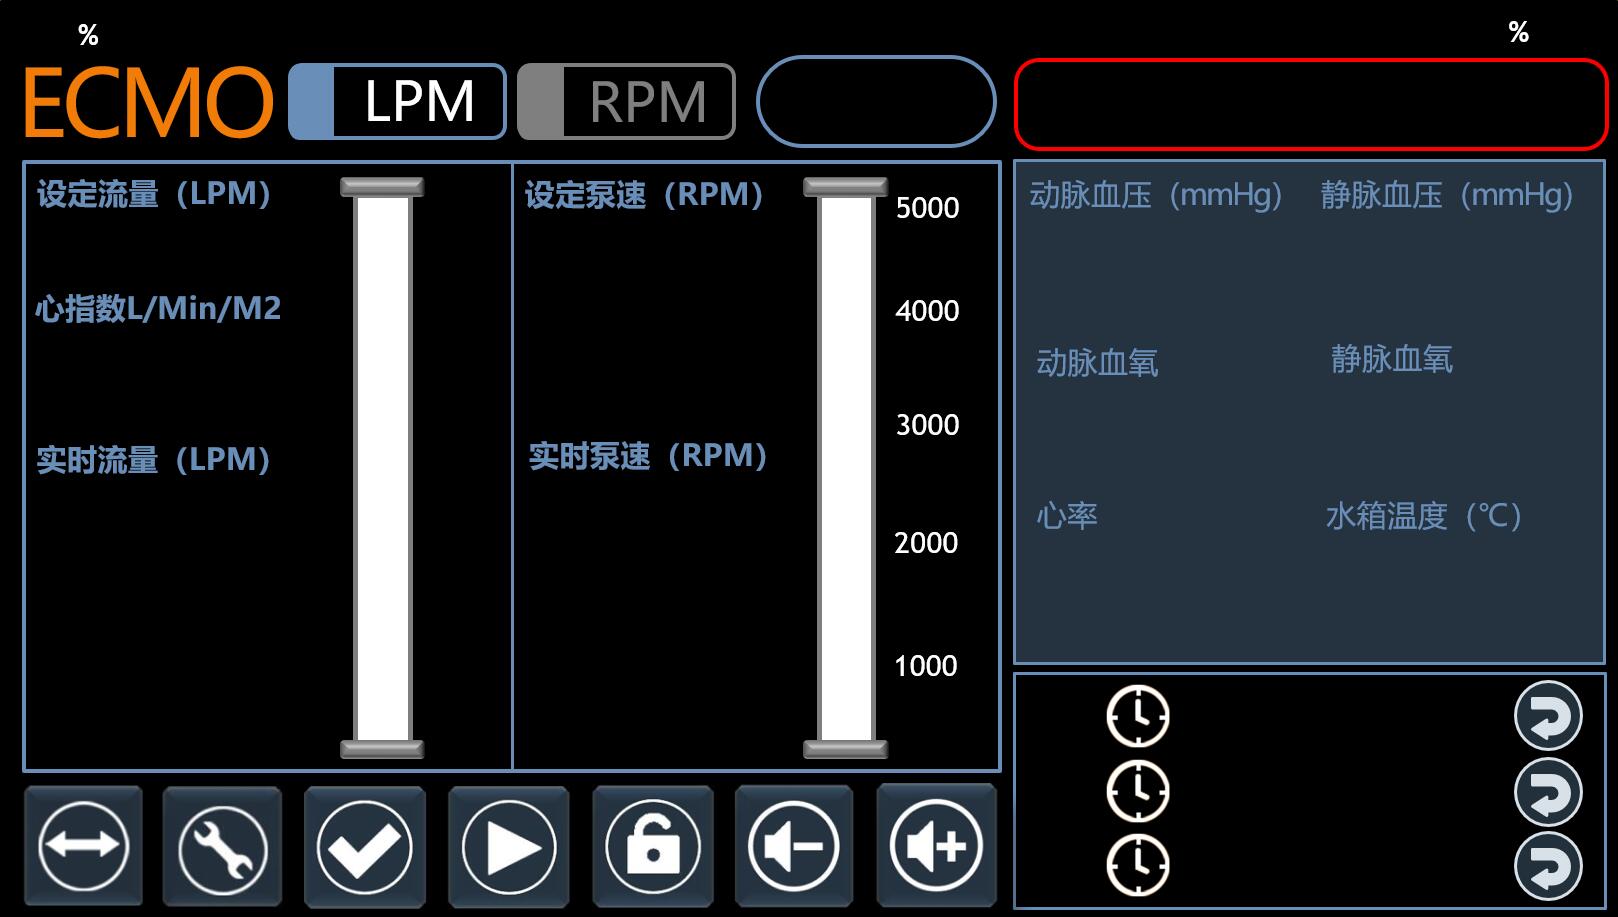 %
%
ECMO
LPM
RPM
设定流量（LPM）
心指数L/Min/M2
实时流量（LPM）
设定泵速（RPM）
实时泵速（RPM）
5000
4000
3000
2000
1000
动脉血压（mmHg）
静脉血压（mmHg）
动脉血氧
静脉血氧
心率
水箱温度（℃）